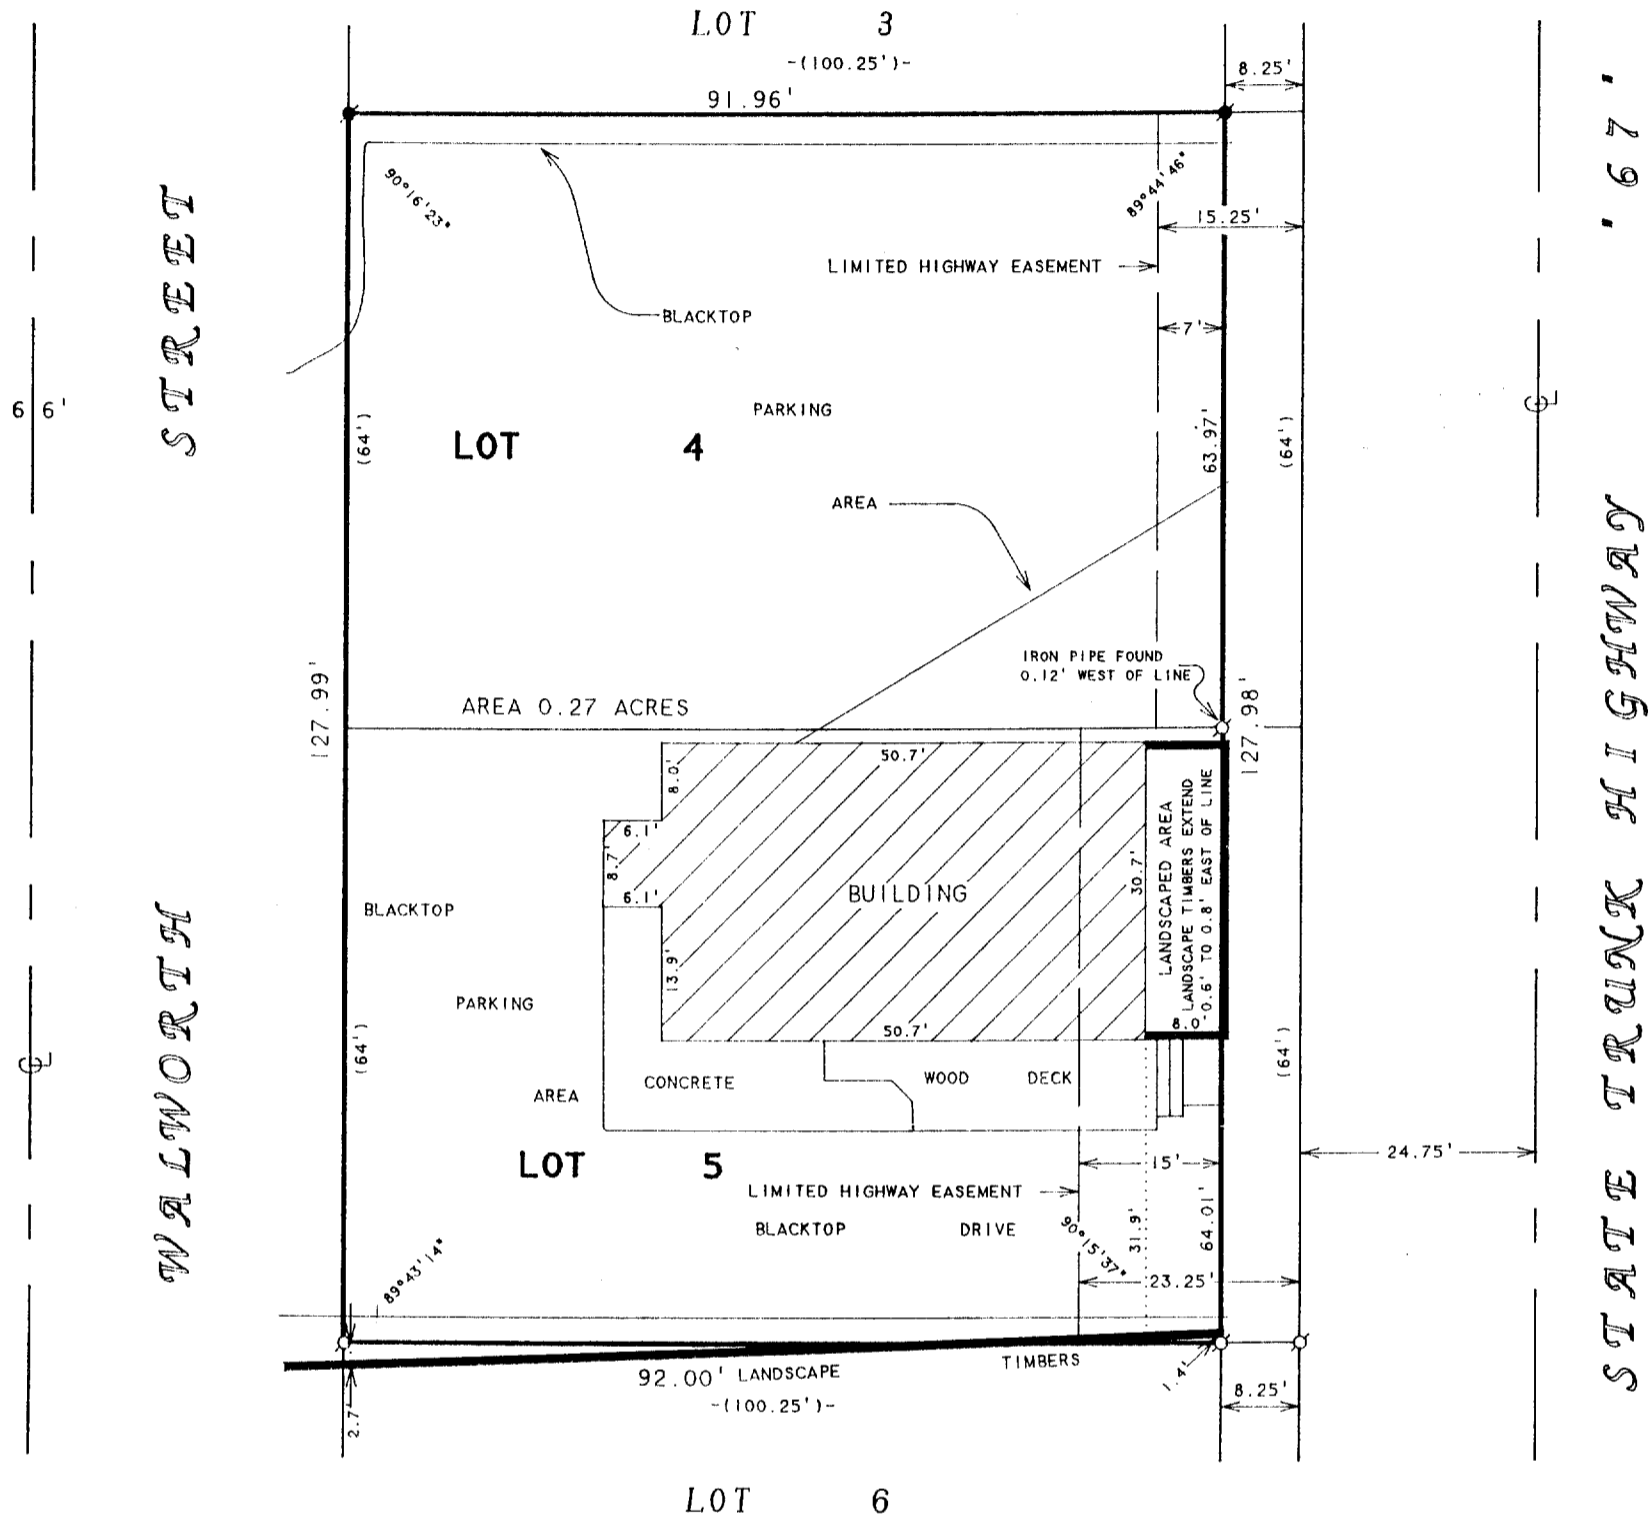 LOT 3
-(100.25')-
8.25'
91.96'
90°16'23"
89°44'46"
15.25'
LIMITED HIGHWAY EASEMENT
BLACKTOP
7'
PARKING
LOT 4
(64')
63.97'
(64')
66'
AREA
IRON PIPE FOUND
0.12' WEST OF LINE
127.99'
AREA 0.27 ACRES
127.98'
50.7'
8.0'
6.1'
8.7'
6.1'
BUILDING
30.7'
LANDSCAPED AREA
LANDSCAPE TIMBERS EXTEND
0.6' TO 0.8' EAST OF LINE
8.0'
BLACKTOP
13.9'
PARKING
50.7'
(64')
(64')
CONCRETE
WOOD DECK
AREA
LOT 5
15'
24.75'
LIMITED HIGHWAY EASEMENT
BLACKTOP DRIVE
90°15'37"
31.9'
64.01'
89°43'14"
23.25'
92.00' LANDSCAPE TIMBERS
-(100.25')-
1.4'
8.25'
2.7'
LOT 6
WALWORTH STREET
STATE TRUNK HIGHWAY '67'